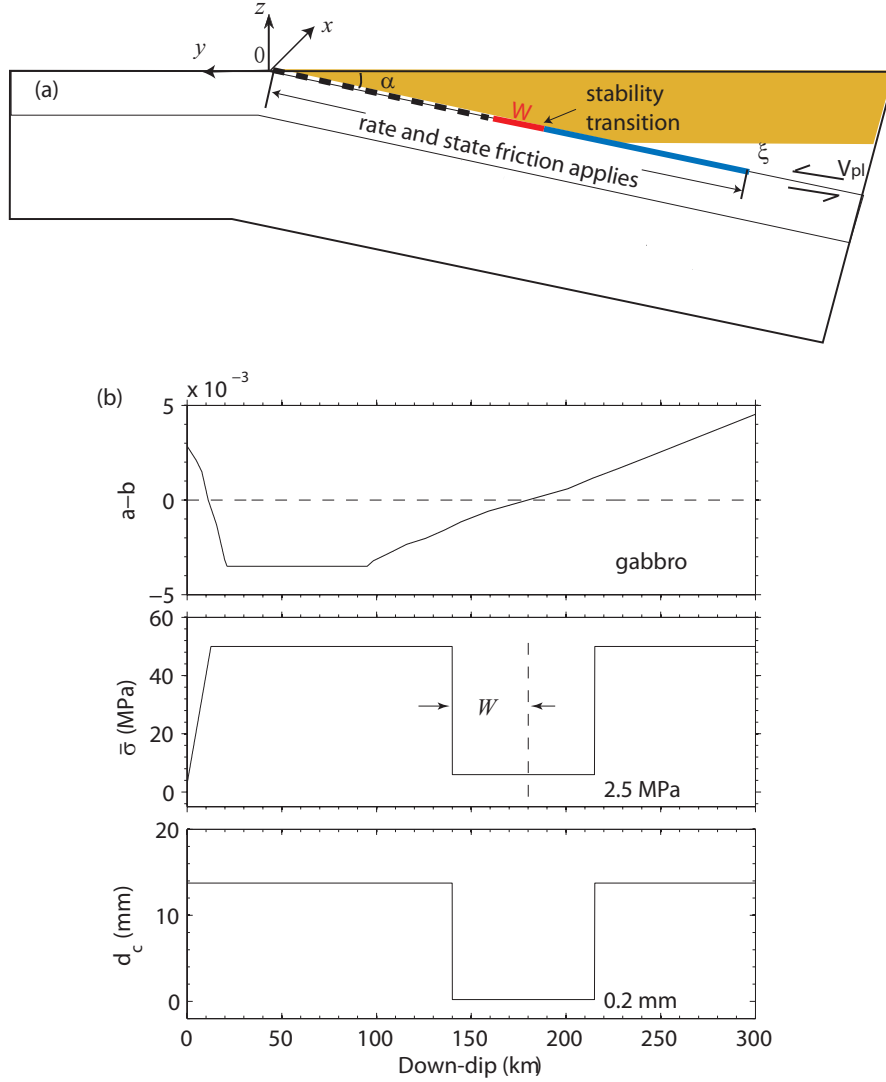 z
x
y
0
(a)
α
W
stability
transition
rate and state friction applies
ξ
Vpl
(b)
x 10 −3
5
0
−5
a−b
gabbro
60
40
20
0
σ̄ (MPa)
W
2.5 MPa
20
10
0
d c (mm)
0.2 mm
0 50 100 150 200 250 300
Down-dip (km)